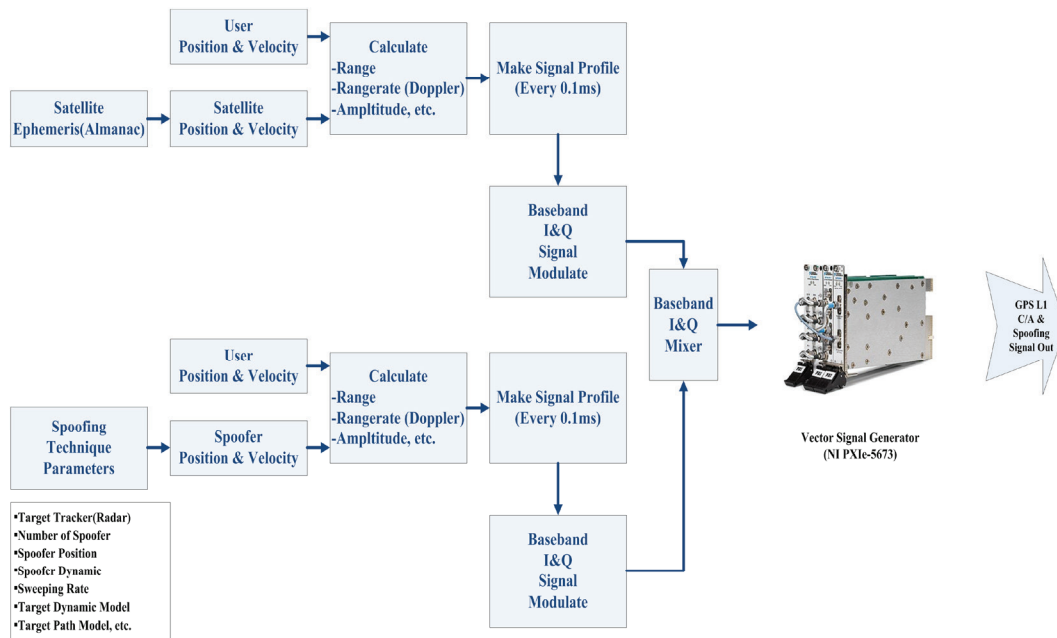 User
Position & Velocity
Calculate
-Range
-Rangerate (Doppler)
-Ampltitude, etc.
Make Signal Profile
(Every 0.1ms)
Satellite
Ephemeris(Almanac)
Satellite
Position & Velocity
Baseband
I&Q
Signal
Modulate
Baseband
I&Q
Mixer
GPS L1
C/A &
Spoofing
Signal Out
Vector Signal Generator
(NI PXIe-5673)
User
Position & Velocity
Calculate
-Range
-Rangerate (Doppler)
-Ampltitude, etc.
Make Signal Profile
(Every 0.1ms)
Spoofing
Technique
Parameters
Spoofer
Position & Velocity
▪Target Tracker(Radar)
▪Number of Spoofer
▪Spoofer Position
▪Spoofer Dynamic
▪Sweeping Rate
▪Target Dynamic Model
▪Target Path Model, etc.
Baseband
I&Q
Signal
Modulate